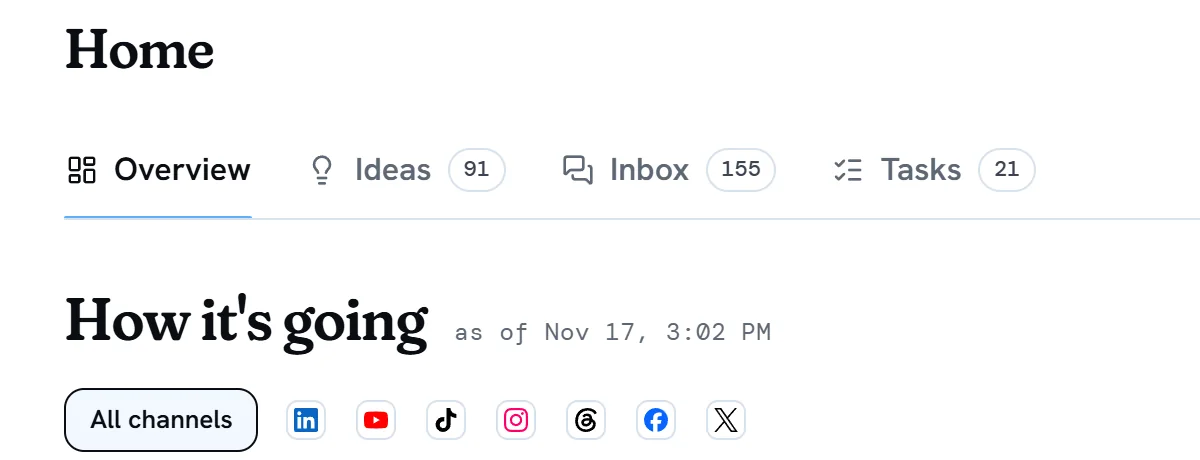 Home
Overview Ideas 91 Inbox 155 Tasks 21
How it's going as of Nov 17, 3:02 PM
All channels in X